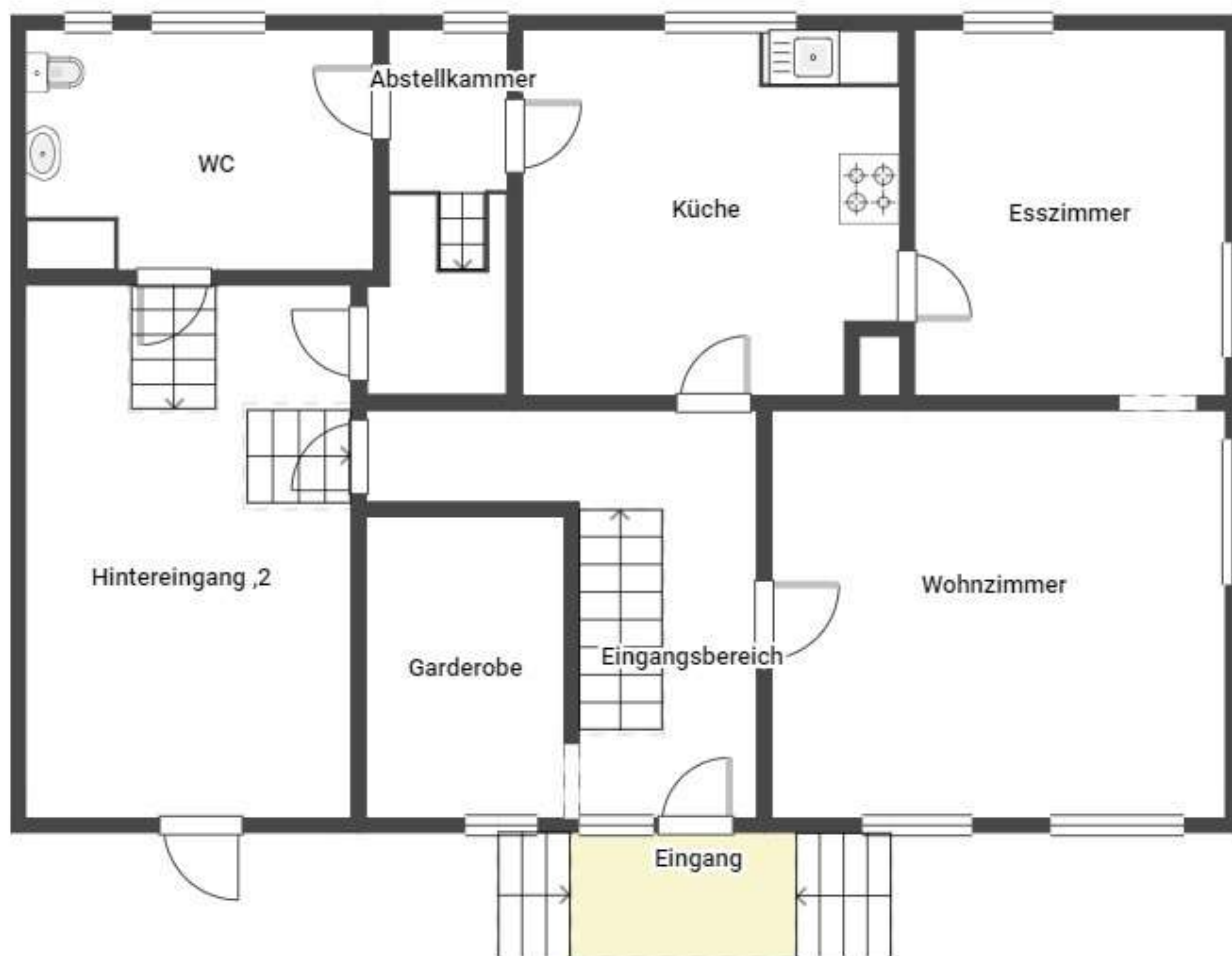 Abstellkammer
WC
Küche
Esszimmer
Hintereingang ,2
Wohnzimmer
Eingangsbereich
Garderobe
Eingang